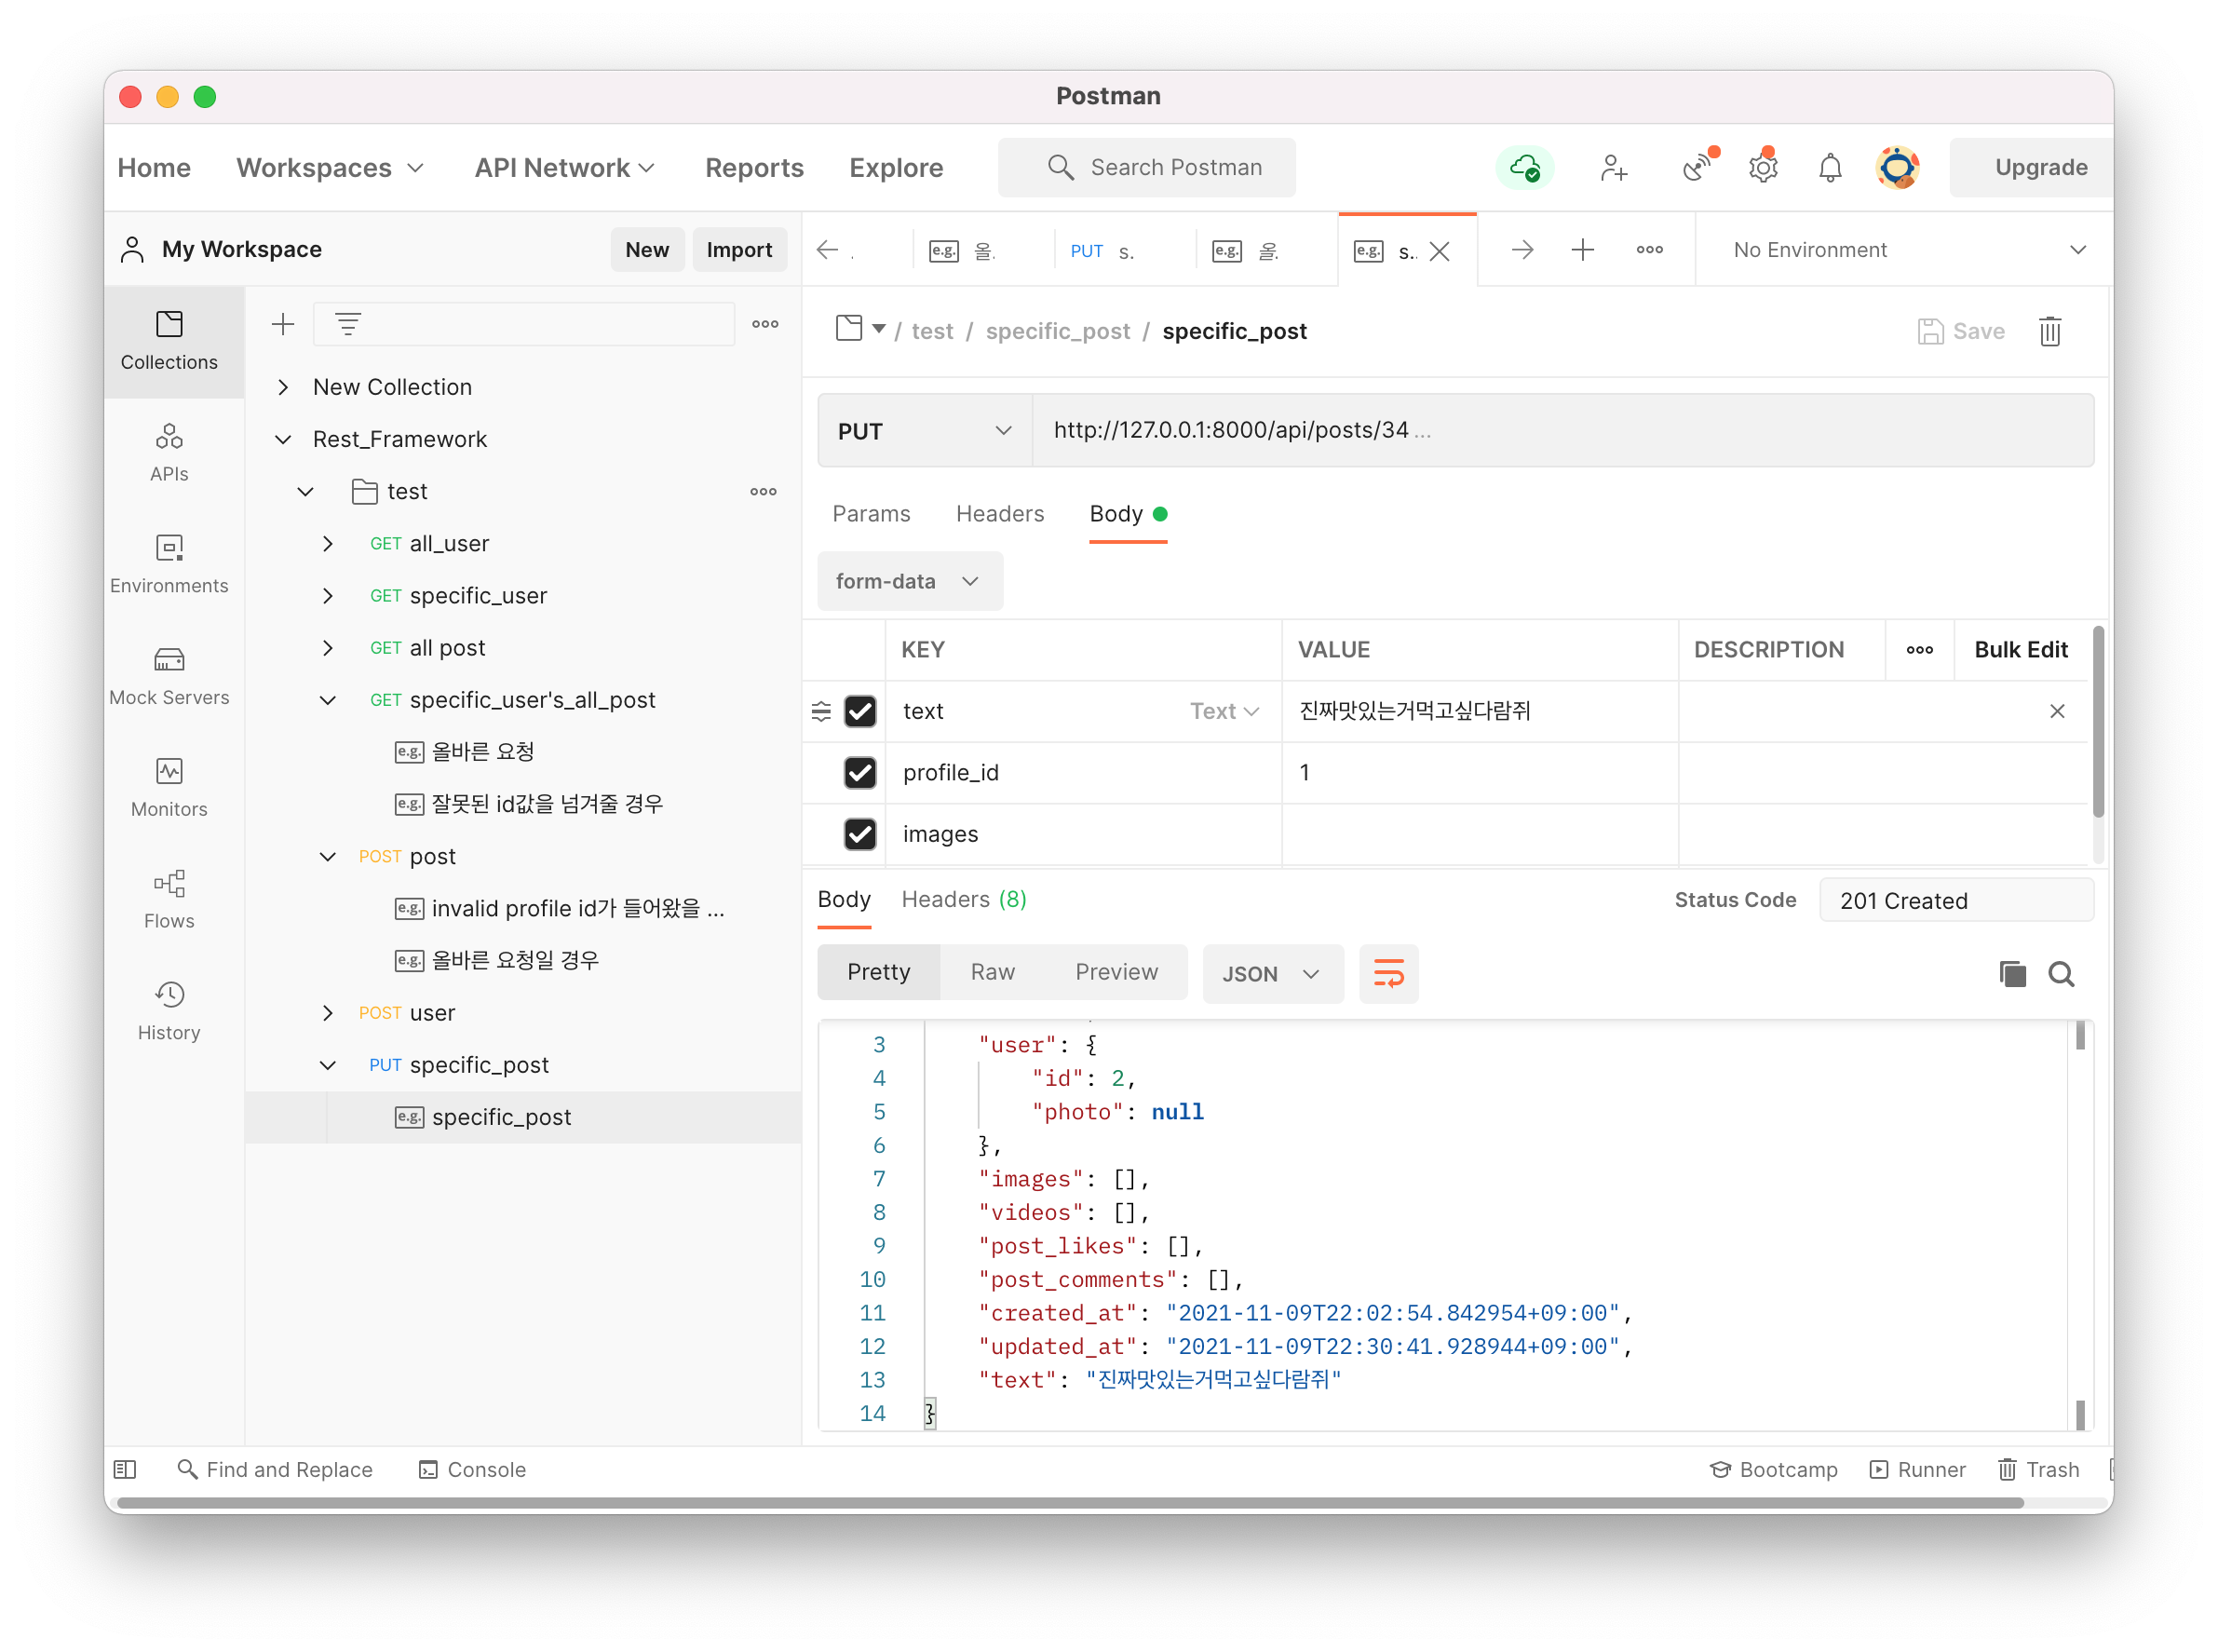 Postman
Home Workspaces API Network Reports Explore Search Postman Upgrade
My Workspace New Import
. e.g. 올. PUT s. e.g. 올. e.g. s.. No Environment
Collections
APIs
Environments
Mock Servers
Monitors
Flows
History
New Collection
Rest_Framework
test
GET all_user
GET specific_user
GET all post
GET specific_user's_all_post
e.g. 올바른 요청
e.g. 잘못된 id값을 넘겨줄 경우
POST post
e.g. invalid profile id가 들어왔을 ...
e.g. 올바른 요청일 경우
POST user
PUT specific_post
e.g. specific_post
/ test / specific_post / specific_post Save
PUT http://127.0.0.1:8000/api/posts/34 ...
Params Headers Body
form-data
KEY VALUE DESCRIPTION Bulk Edit
text Text 진짜맛있는거먹고싶다람쥐
profile_id 1
images
Body Headers (8) Status Code 201 Created
Pretty Raw Preview JSON
3 "user": {
4 "id": 2,
5 "photo": null
6 },
7 "images": [],
8 "videos": [],
9 "post_likes": [],
10 "post_comments": [],
11 "created_at": "2021-11-09T22:02:54.842954+09:00",
12 "updated_at": "2021-11-09T22:30:41.928944+09:00",
13 "text": "진짜맛있는거먹고싶다람쥐"
14 }
Find and Replace Console Bootcamp Runner Trash